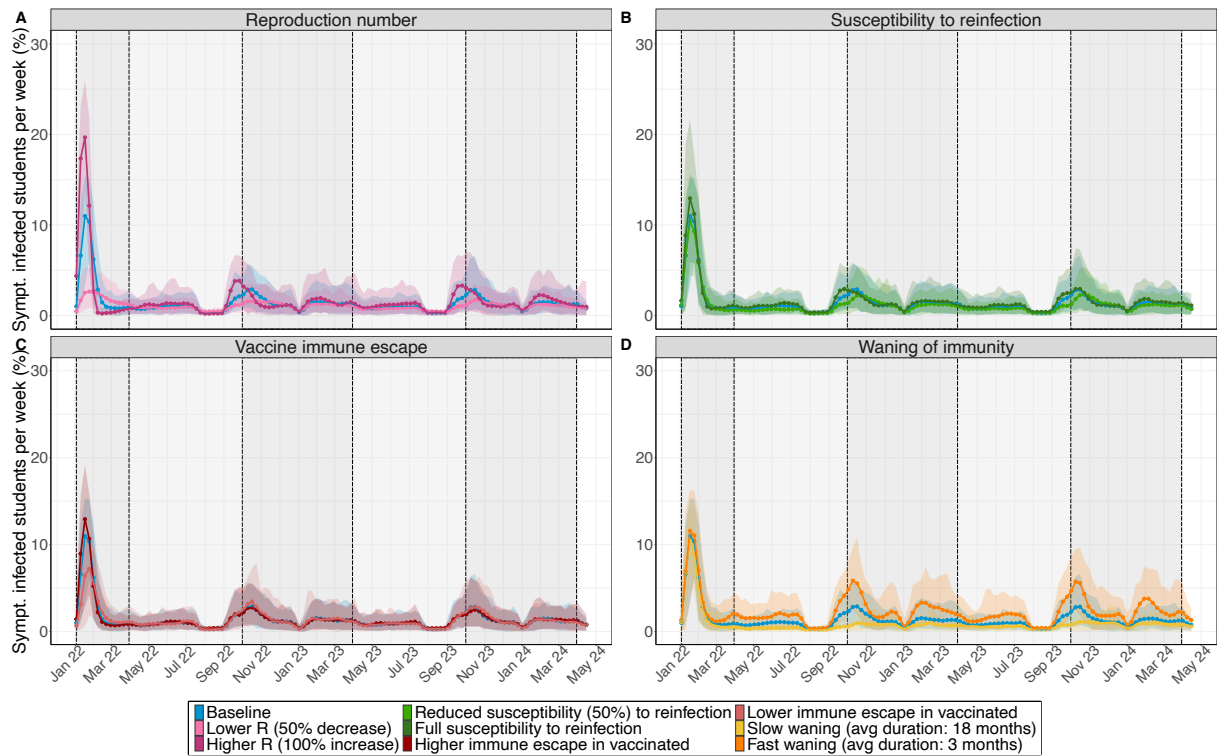 A Reproduction number
B Susceptibility to reinfection
Sympt. infected students per week (%)
30
20
10
0
30
20
10
0
C Vaccine immune escape
D Waning of immunity
Sympt. infected students per week (%)
30
20
10
0
30
20
10
0
Jan 22 Mar 22 May 22 Jul 22 Sep 22 Nov 22 Jan 23 Mar 23 May 23 Jul 23 Sep 23 Nov 23 Jan 24 Mar 24 May 24
Jan 22 Mar 22 May 22 Jul 22 Sep 22 Nov 22 Jan 23 Mar 23 May 23 Jul 23 Sep 23 Nov 23 Jan 24 Mar 24 May 24
Baseline Reduced susceptibility (50%) to reinfection Lower immune escape in vaccinated
Lower R (50% decrease) Full susceptibility to reinfection Slow waning (avg duration: 18 months)
Higher R (100% increase) Higher immune escape in vaccinated Fast waning (avg duration: 3 months)